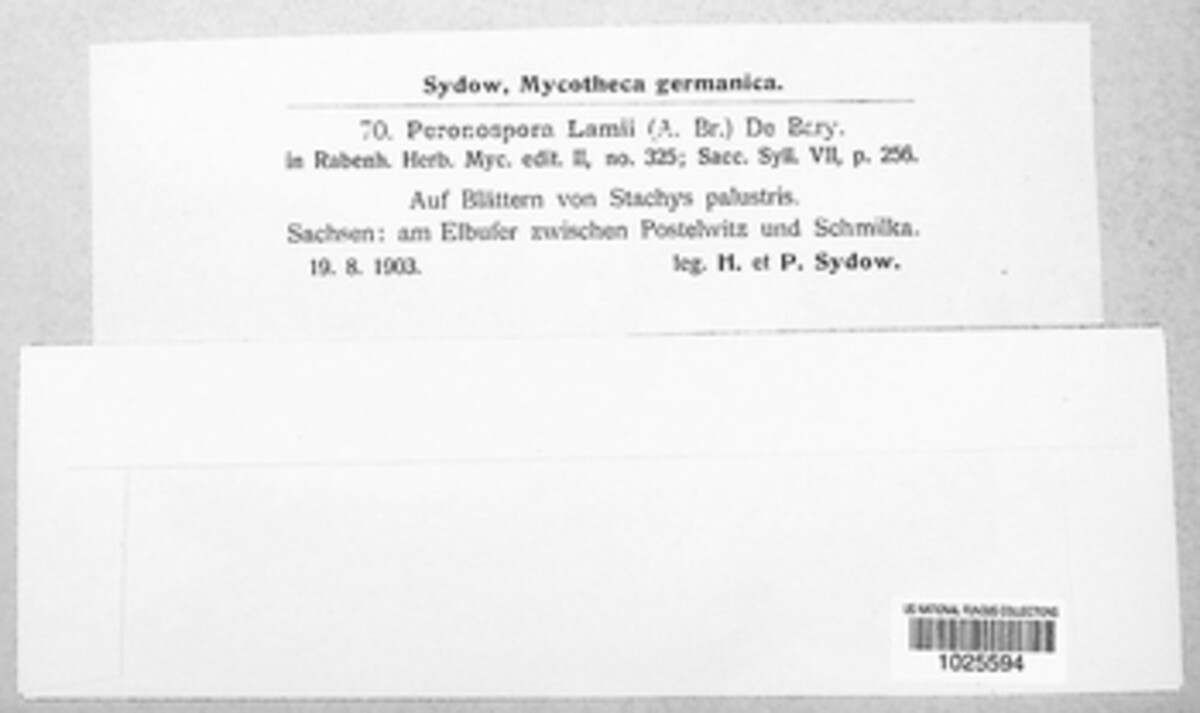 Sydow, Mycotheca germanica.
70. Peronospora Lamii (A. Br.) De Bary.
in Rabenh. Herb. Myc. edit. II, no. 325; Sacc. Syll. VII, p. 256.
Auf Blättern von Stachys palustris.
Sachsen: am Elbufer zwischen Postelwitz und Schmilka.
19. 8. 1903. leg. H. et P. Sydow.
US NATIONAL FUNGUS COLLECTIONS
1025594